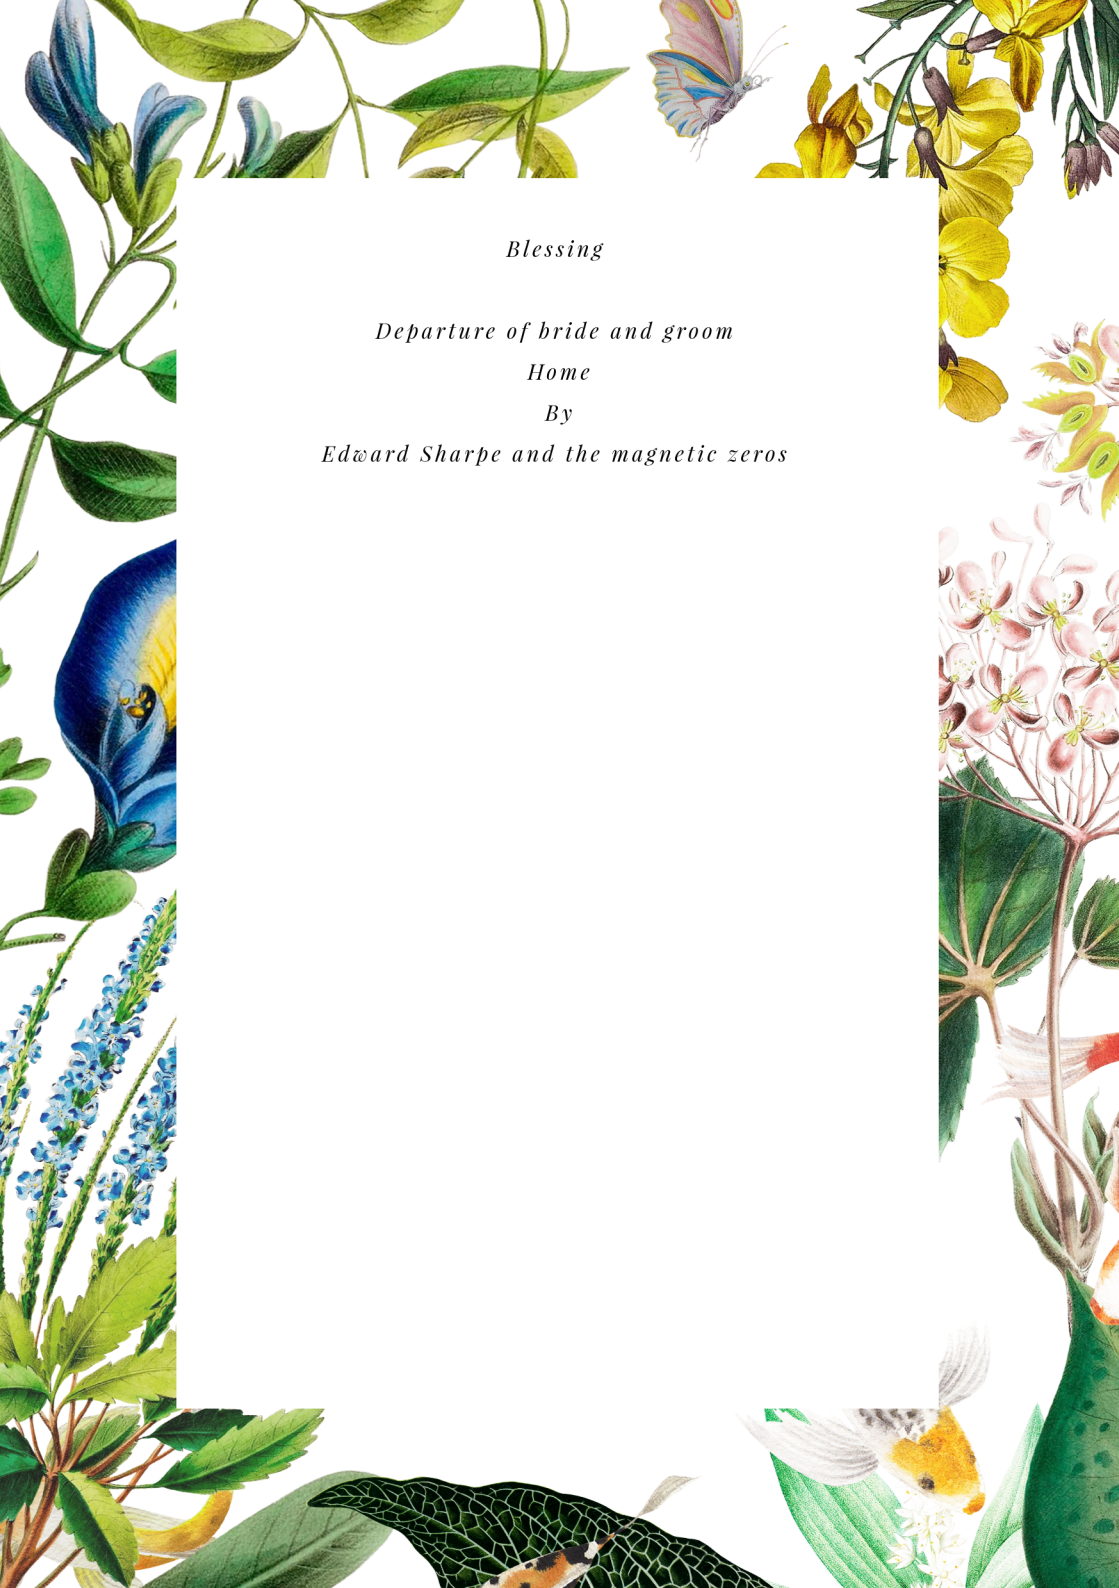 Blessing
Departure of bride and groom
Home
By
Edward Sharpe and the magnetic zeros